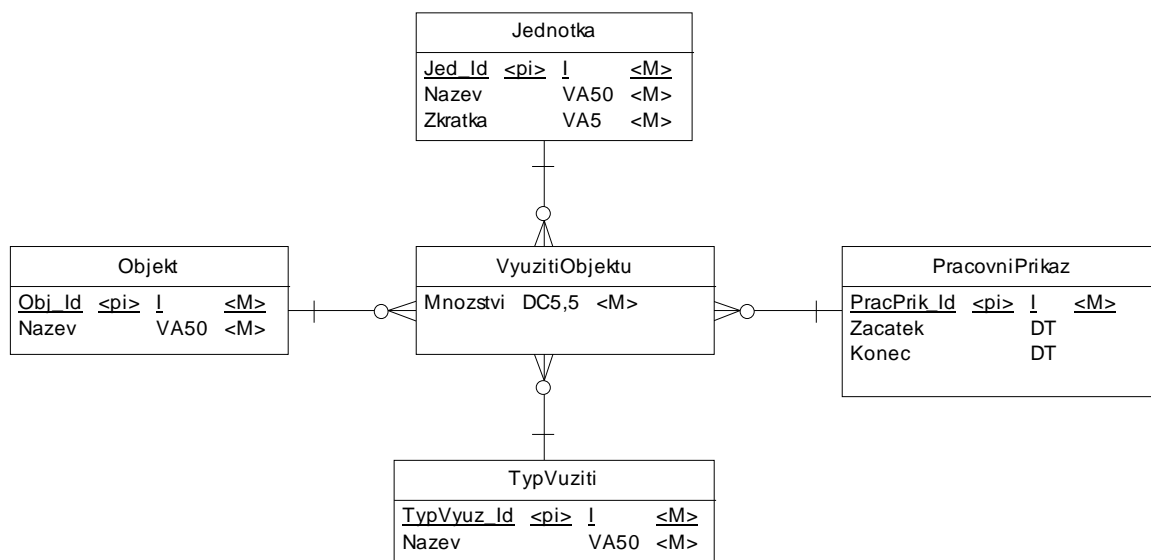 Jednotka
Jed_Id <pi> I <M>
Nazev VA50 <M>
Zkratka VA5 <M>
Objekt
Obj_Id <pi> I <M>
Nazev VA50 <M>
VyuzitiObjektu
Mnozstvi DC5,5 <M>
PracovniPrikaz
PracPrik_Id <pi> I <M>
Zacatek DT
Konec DT
TypVuziti
TypVyuz_Id <pi> I <M>
Nazev VA50 <M>